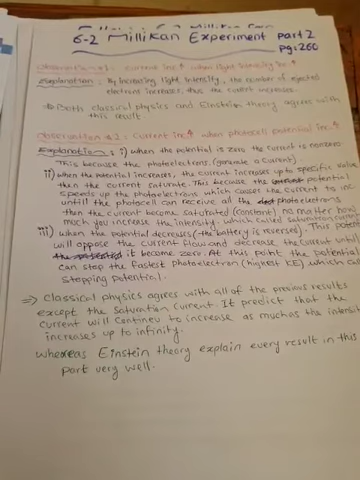 6-2 Millikan Experiment part 2
pg:260
Observation #1: Current inc.↑ when light intensity inc.↑
Explanation: By increasing light intensity, the number of ejected
electrons increases, thus the current increases.
⇒ Both classical physics and Einstein theory agrees with
this result
Observation #2: Current inc.↑ when photocell potential inc.↑
Explanation: i) when the potential is zero the current is nonzero
This because the photoelectrons. (generate a current).
ii) when the potential increases, the current increases up to specific value
then the current saturate. This because the potential
speeds up the photoelectrons which causes the current to inc
until the photocell can receive all the photoelectrons
then the current become saturated (constant) no matter how
much you increase the intensity. which called saturation current
iii) when the potential decreases (the battery is reversed). This poten
will oppose the current flow and decrease the current until
it become zero. At this point the potential
can stop the fastest photoelectron (highest KE) which call
stopping potential.
⇒ Classical physics agrees with all of the previous results
except the saturation current. It predict that the
current will continev to increase as much as the intensit
increases up to infinity.
whereas Einstein theory explain every result in this
part very well.